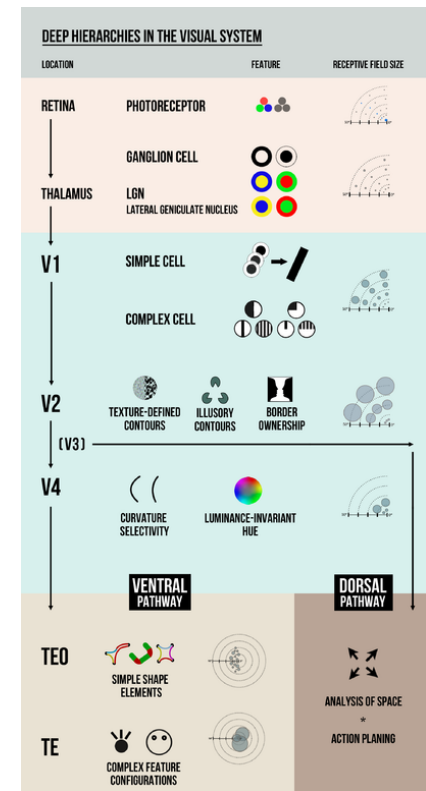 DEEP HIERARCHIES IN THE VISUAL SYSTEM
LOCATION
FEATURE
RECEPTIVE FIELD SIZE
RETINA
PHOTORECEPTOR
GANGLION CELL
THALAMUS
LGN
LATERAL GENICULATE NUCLEUS
V1
SIMPLE CELL
COMPLEX CELL
V2
TEXTURE-DEFINED
CONTOURS
ILLUSORY
CONTOURS
BORDER
OWNERSHIP
(V3)
V4
CURVATURE
SELECTIVITY
LUMINANCE-INVARIANT
HUE
VENTRAL
PATHWAY
DORSAL
PATHWAY
TEO
SIMPLE SHAPE
ELEMENTS
ANALYSIS OF SPACE
*
ACTION PLANING
TE
COMPLEX FEATURE
CONFIGURATIONS